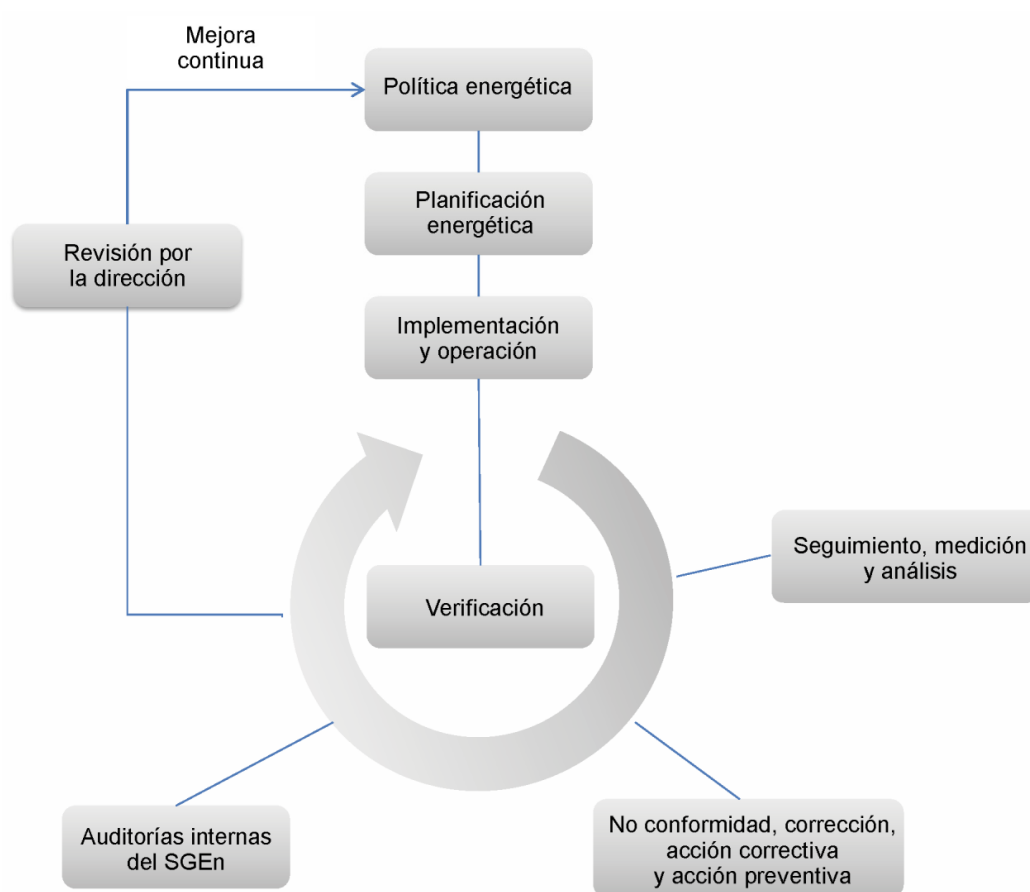 Mejora
continua
Política energética
Planificación
energética
Revisión por
la dirección
Implementación
y operación
Seguimiento, medición
y análisis
Verificación
Auditorías internas
del SGEn
No conformidad, corrección,
acción correctiva
y acción preventiva